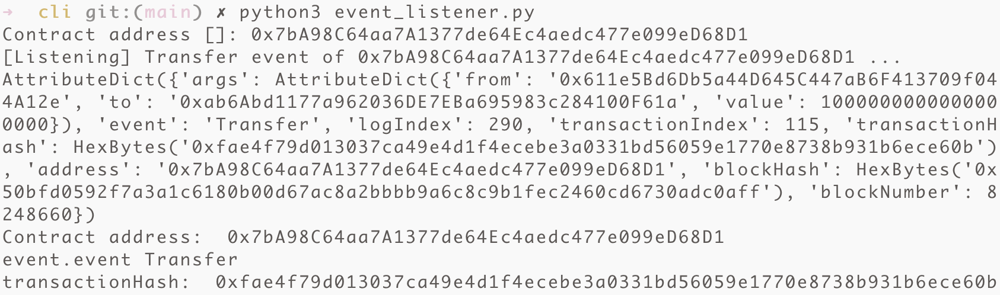 → cli git:(main) ✗ python3 event_listener.py
Contract address []: 0x7bA98C64aa7A1377de64Ec4aedc477e099eD68D1
[Listening] Transfer event of 0x7bA98C64aa7A1377de64Ec4aedc477e099eD68D1 ...
AttributeDict({'args': AttributeDict({'from': '0x611e5Bd6Db5a44D645C447aB6F413709f04
4A12e', 'to': '0xab6Abd1177a962036DE7EBa695983c284100F61a', 'value': 100000000000000
0000}), 'event': 'Transfer', 'logIndex': 290, 'transactionIndex': 115, 'transactionH
ash': HexBytes('0xfae4f79d013037ca49e4d1f4ecebe3a0331bd56059e1770e8738b931b6ece60b')
, 'address': '0x7bA98C64aa7A1377de64Ec4aedc477e099eD68D1', 'blockHash': HexBytes('0x
50bfd0592f7a3a1c6180b00d67ac8a2bbbb9a6c8c9b1fec2460cd6730adc0aff'), 'blockNumber': 8
248660})
Contract address:  0x7bA98C64aa7A1377de64Ec4aedc477e099eD68D1
event.event Transfer
transactionHash:  0xfae4f79d013037ca49e4d1f4ecebe3a0331bd56059e1770e8738b931b6ece60b